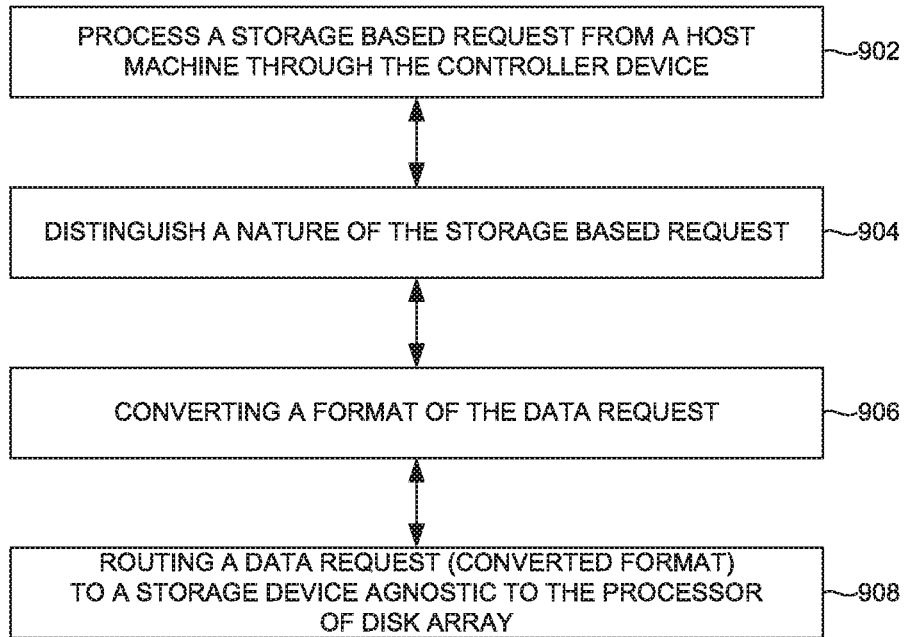 PROCESS A STORAGE BASED REQUEST FROM A HOST
MACHINE THROUGH THE CONTROLLER DEVICE
902
DISTINGUISH A NATURE OF THE STORAGE BASED REQUEST
904
CONVERTING A FORMAT OF THE DATA REQUEST
906
ROUTING A DATA REQUEST (CONVERTED FORMAT)
TO A STORAGE DEVICE AGNOSTIC TO THE PROCESSOR
OF DISK ARRAY
908